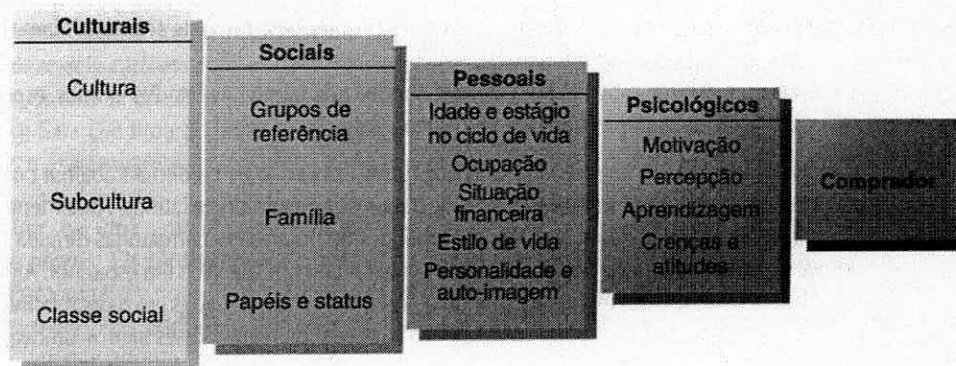 Culturais
Cultura
Subcultura
Classe social
Sociais
Grupos de
referência
Família
Papéis e status
Pessoais
Idade e estágio
no ciclo de vida
Ocupação
Situação
financeira
Estilo de vida
Personalidade e
auto-imagem
Psicológicos
Motivação
Percepção
Aprendizagem
Crenças e
atitudes
Comprador